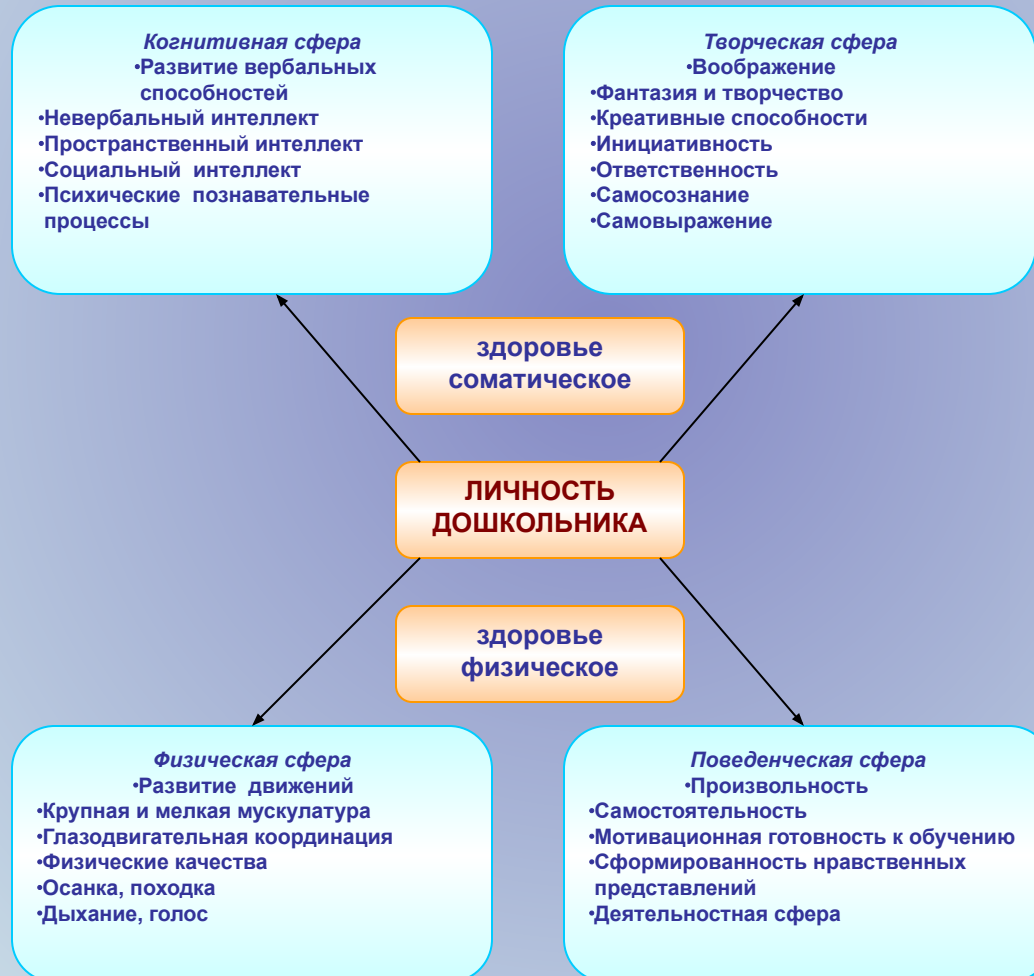 Когнитивная сфера
•Развитие вербальных
способностей
•Невербальный интеллект
•Пространственный интеллект
•Социальный интеллект
•Психические познавательные
процессы
Творческая сфера
•Воображение
•Фантазия и творчество
•Креативные способности
•Инициативность
•Ответственность
•Самосознание
•Самовыражение
здоровье
соматическое
ЛИЧНОСТЬ
ДОШКОЛЬНИКА
здоровье
физическое
Физическая сфера
•Развитие движений
•Крупная и мелкая мускулатура
•Глазодвигательная координация
•Физические качества
•Осанка, походка
•Дыхание, голос
Поведенческая сфера
•Произвольность
•Самостоятельность
•Мотивационная готовность к обучению
•Сформированность нравственных
представлений
•Деятельностная сфера